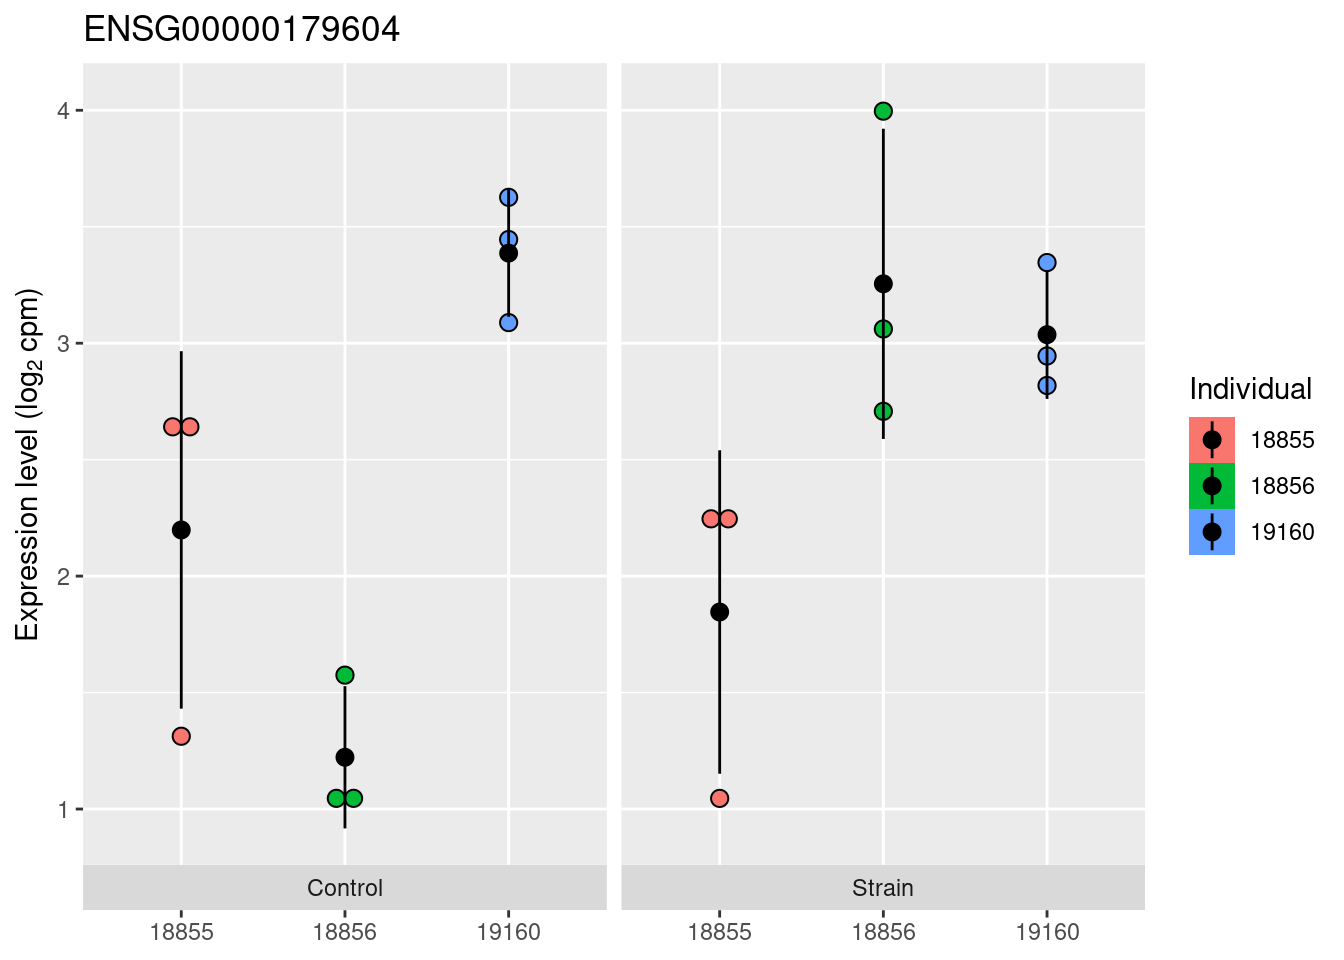 ENSG00000179604
Expression level (log₂ cpm)
4
3
2
1
Control
Strain
18855
18856
19160
18855
18856
19160
Individual
18855
18856
19160